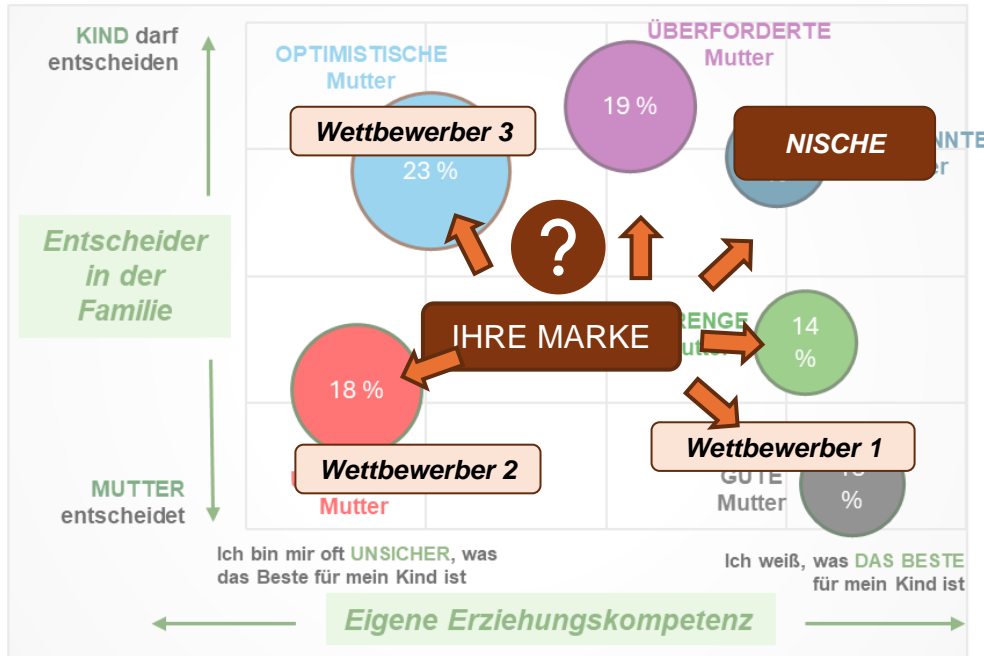 KIND darf
entscheiden
OPTIMISTISCHE
Mutter
ÜBERFORDERTE
Mutter
19 %
Wettbewerber 3
23 %
NISCHE
?
Entscheider
in der
Familie
IHRE MARKE
14
%
18 %
Wettbewerber 2
Mutter
Wettbewerber 1
GUTE
Mutter
%
MUTTER
entscheidet
Ich bin mir oft UNSICHER, was
das Beste für mein Kind ist
Ich weiß, was DAS BESTE
für mein Kind ist
Eigene Erziehungskompetenz